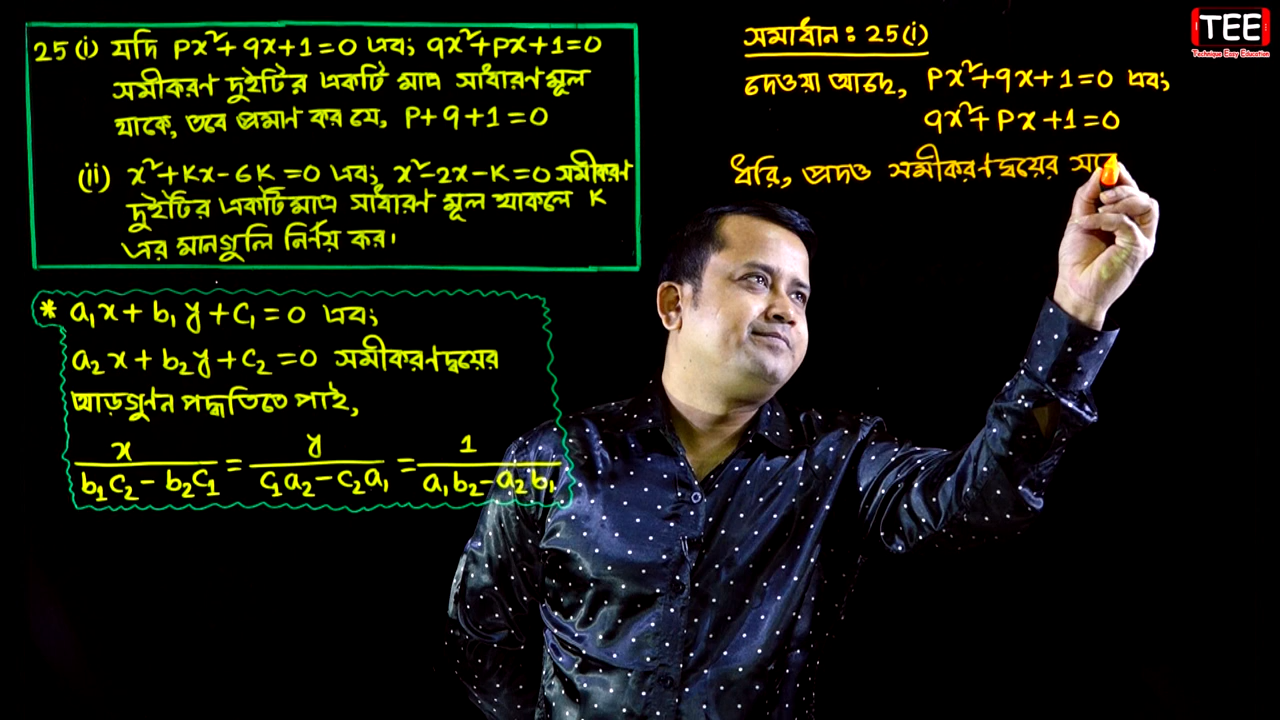 25 (i) যদি px²+qx+1=0 এবং qx²+px+1=0
সমীকরণ দুইটির একটি মাত্র সাধারণ মূল
থাকে, তবে প্রমাণ কর যে, p+q+1=0
(ii) x²+Kx-6K=0 এবং x²-2x-K=0 সমীকরণ
দুইটির একটিমাত্র সাধারণ মূল থাকলে K
এর মানগুলি নির্ণয় কর।
* a₁x+b₁y+c₁=0 এবং
a₂x+b₂y+c₂=0 সমীকরণদ্বয়ের
আড়গুণন পদ্ধতিতে পাই,
x/(b₁c₂-b₂c₁) = y/(c₁a₂-c₂a₁) = 1/(a₁b₂-a₂b₁)
সমাধান: 25(i)
দেওয়া আছে, px²+qx+1=0 এবং
qx²+px+1=0
ধরি, প্রদত্ত সমীকরণদ্বয়ের
TEE
Technique Easy Education